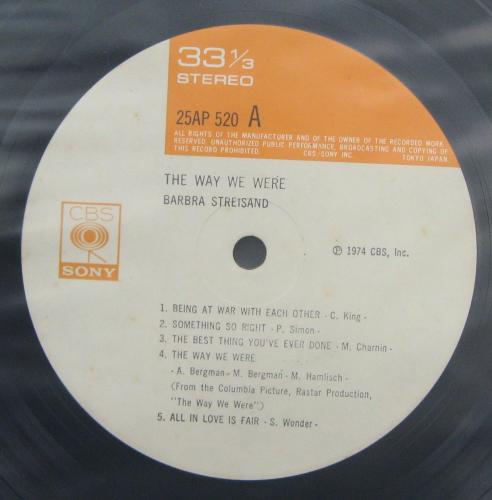 33 1/3
STEREO
25AP 520 A
ALL RIGHTS OF THE MANUFACTURER AND OF THE OWNER OF THE RECORDED WORK
RESERVED. UNAUTHORIZED PUBLIC PERFORMANCE, BROADCASTING AND COPYING OF
THIS RECORD PROHIBITED. CBS/SONY INC. TOKYO JAPAN
THE WAY WE WERE
BARBRA STREISAND
CBS
SONY
℗ 1974 CBS, Inc.
1. BEING AT WAR WITH EACH OTHER - C. King -
2. SOMETHING SO RIGHT - P. Simon -
3. THE BEST THING YOU'VE EVER DONE - M. Charnin -
4. THE WAY WE WERE
- A. Bergman - M. Bergman - M. Hamlisch -
(From the Columbia Picture, Rastar Production,
"The Way We Were")
5. ALL IN LOVE IS FAIR - S. Wonder -